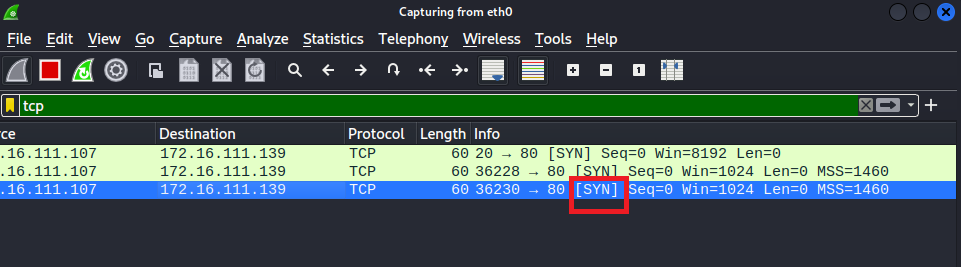 Capturing from eth0
File Edit View Go Capture Analyze Statistics Telephony Wireless Tools Help
tcp
rce Destination Protocol Length Info
.16.111.107 172.16.111.139 TCP 60 20 → 80 [SYN] Seq=0 Win=8192 Len=0
.16.111.107 172.16.111.139 TCP 60 36228 → 80 [SYN] Seq=0 Win=1024 Len=0 MSS=1460
.16.111.107 172.16.111.139 TCP 60 36230 → 80 [SYN] Seq=0 Win=1024 Len=0 MSS=1460